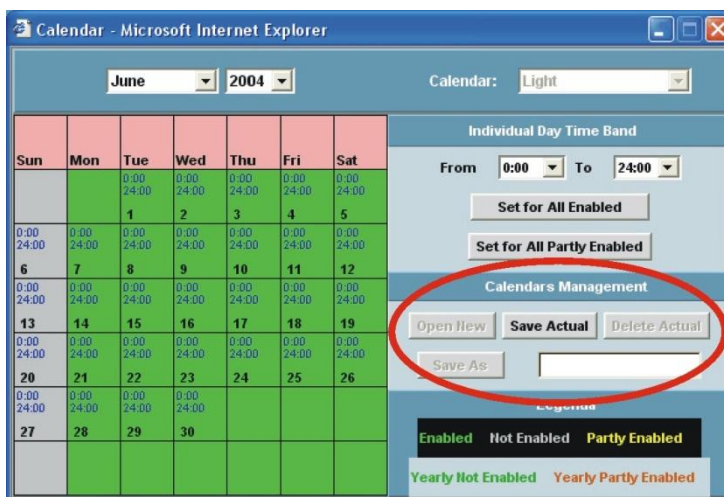 Calendar - Microsoft Internet Explorer
June 2004 Calendar: Light
Sun Mon Tue Wed Thu Fri Sat
0:00 0:00 0:00 0:00 0:00
24:00 24:00 24:00 24:00 24:00
1 2 3 4 5
0:00 0:00 0:00 0:00 0:00 0:00 0:00
24:00 24:00 24:00 24:00 24:00 24:00 24:00
6 7 8 9 10 11 12
0:00 0:00 0:00 0:00 0:00 0:00 0:00
24:00 24:00 24:00 24:00 24:00 24:00 24:00
13 14 15 16 17 18 19
0:00 0:00 0:00 0:00 0:00 0:00 0:00
24:00 24:00 24:00 24:00 24:00 24:00 24:00
20 21 22 23 24 25 26
0:00 0:00 0:00 0:00
24:00 24:00 24:00 24:00
27 28 29 30
Individual Day Time Band
From 0:00 To 24:00
Set for All Enabled
Set for All Partly Enabled
Calendars Management
Open New Save Actual Delete Actual
Save As
Legenda
Enabled Not Enabled Partly Enabled
Yearly Not Enabled Yearly Partly Enabled